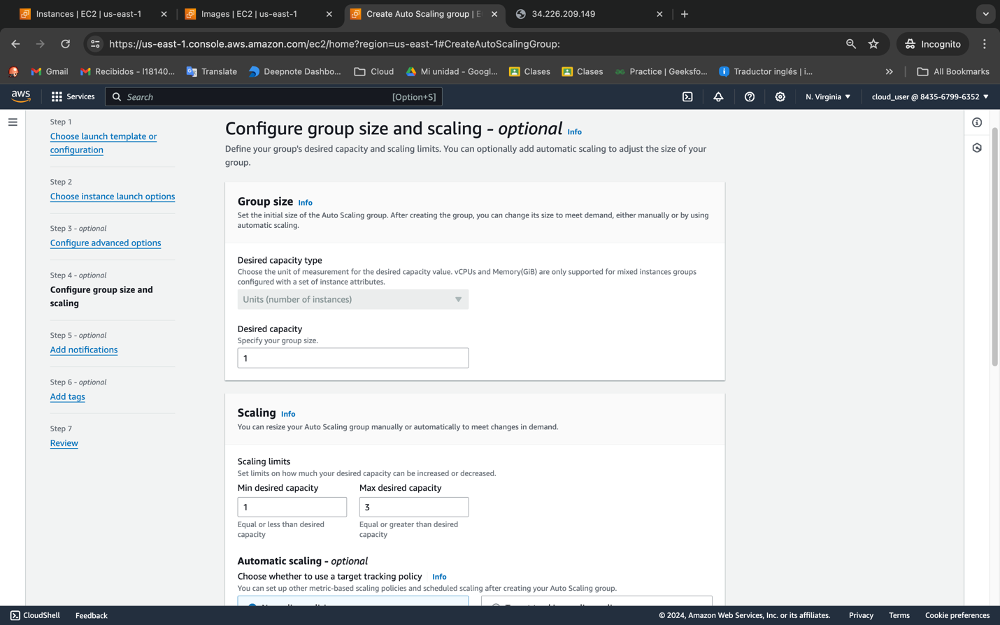 Instances | EC2 | us-east-1
Images | EC2 | us-east-1
Create Auto Scaling group | E
34.226.209.149
https://us-east-1.console.aws.amazon.com/ec2/home?region=us-east-1#CreateAutoScalingGroup:
Incognito
Gmail
Recibidos - l18140...
Translate
Deepnote Dashbo...
Cloud
Mi unidad - Googl...
Clases
Clases
Practice | Geeksfo...
Traductor inglés | i...
All Bookmarks
aws
Services
Search
[Option+S]
N. Virginia
cloud_user @ 8435-6799-6352
Step 1
Choose launch template or
configuration
Step 2
Choose instance launch options
Step 3 - optional
Configure advanced options
Step 4 - optional
Configure group size and
scaling
Step 5 - optional
Add notifications
Step 6 - optional
Add tags
Step 7
Review
Configure group size and scaling - optional Info
Define your group's desired capacity and scaling limits. You can optionally add automatic scaling to adjust the size of your
group.
Group size Info
Set the initial size of the Auto Scaling group. After creating the group, you can change its size to meet demand, either manually or by using
automatic scaling.
Desired capacity type
Choose the unit of measurement for the desired capacity value. vCPUs and Memory(GiB) are only supported for mixed instances groups
configured with a set of instance attributes.
Units (number of instances)
Desired capacity
Specify your group size.
1
Scaling Info
You can resize your Auto Scaling group manually or automatically to meet changes in demand.
Scaling limits
Set limits on how much your desired capacity can be increased or decreased.
Min desired capacity
Max desired capacity
1
3
Equal or less than desired
capacity
Equal or greater than desired
capacity
Automatic scaling - optional
Choose whether to use a target tracking policy Info
You can set up other metric-based scaling policies and scheduled scaling after creating your Auto Scaling group.
CloudShell
Feedback
© 2024, Amazon Web Services, Inc. or its affiliates.
Privacy
Terms
Cookie preferences